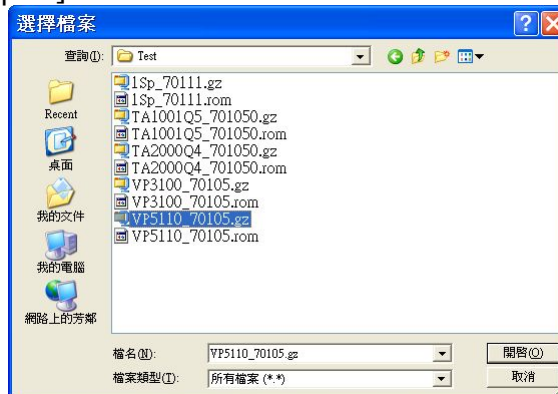 選擇檔案
查詢(I):
Test
Recent
桌面
我的文件
我的電腦
網路上的芳鄰
1Sp_70111.gz
1Sp_70111.rom
TA1001Q5_701050.gz
TA1001Q5_701050.rom
TA2000Q4_701050.gz
TA2000Q4_701050.rom
VP3100_70105.gz
VP3100_70105.rom
VP5110_70105.gz
VP5110_70105.rom
檔名(N):
VP5110_70105.gz
開啓(O)
檔案類型(T):
所有檔案 (*.*)
取消